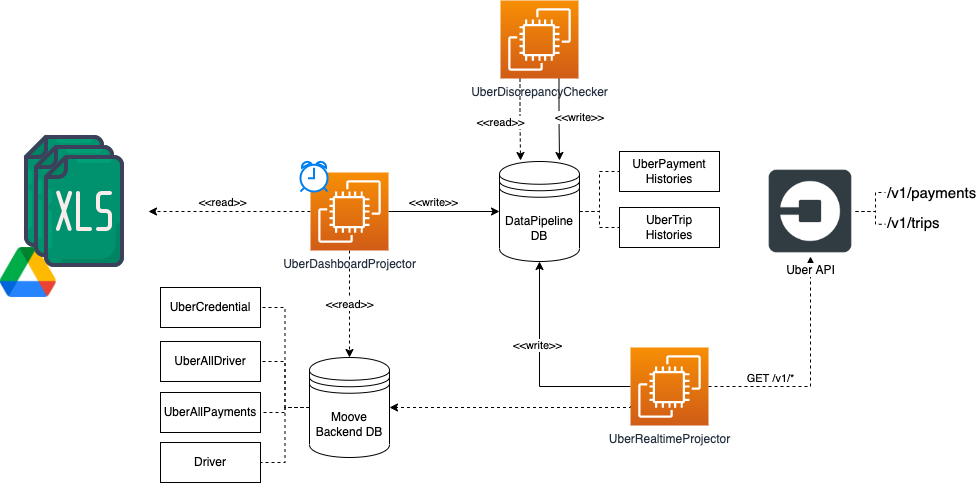 UberDiscrepancyChecker
<<read>>
<<write>>
XLS
<<read>>
<<write>>
UberDashboardProjector
DataPipeline
DB
UberPayment
Histories
UberTrip
Histories
/v1/payments
/v1/trips
Uber API
<<read>>
UberCredential
UberAllDriver
UberAllPayments
Driver
Moove
Backend DB
<<write>>
GET /v1/*
UberRealtimeProjector